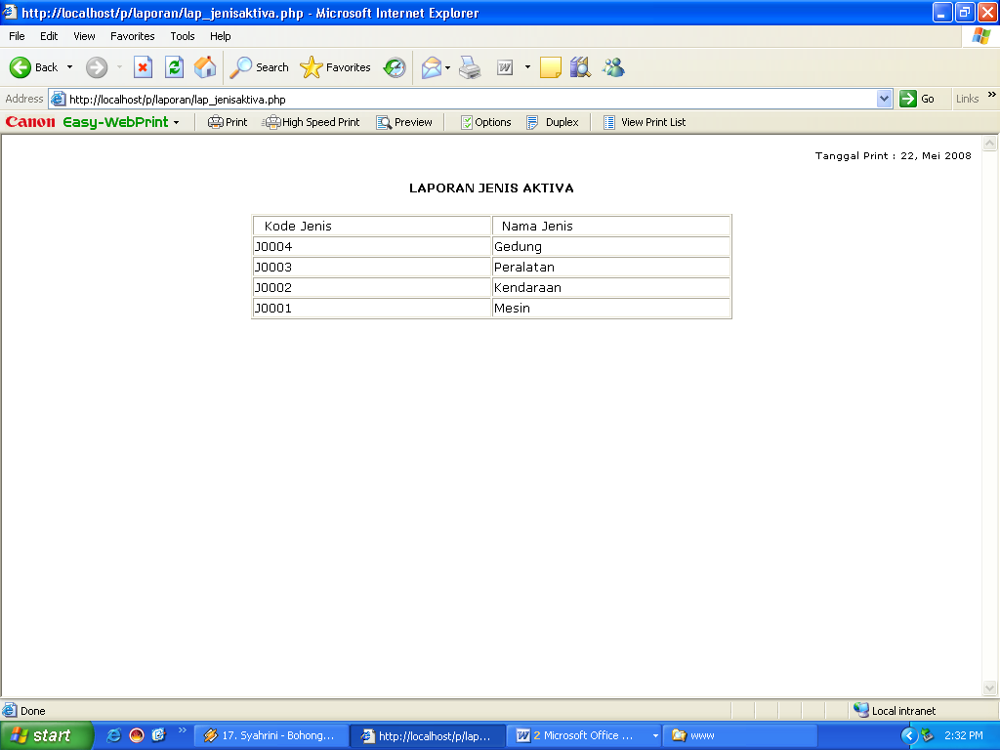 http://localhost/p/laporan/lap_jenisaktiva.php - Microsoft Internet Explorer
File Edit View Favorites Tools Help
Back Search Favorites
Address http://localhost/p/laporan/lap_jenisaktiva.php Go Links »
Canon Easy-WebPrint Print High Speed Print Preview Options Duplex View Print List
Tanggal Print : 22, Mei 2008
LAPORAN JENIS AKTIVA
Kode Jenis Nama Jenis
J0004 Gedung
J0003 Peralatan
J0002 Kendaraan
J0001 Mesin
Done Local intranet
start » 17. Syahrini - Bohong... http://localhost/p/lap... 2 Microsoft Office ... www 2:32 PM